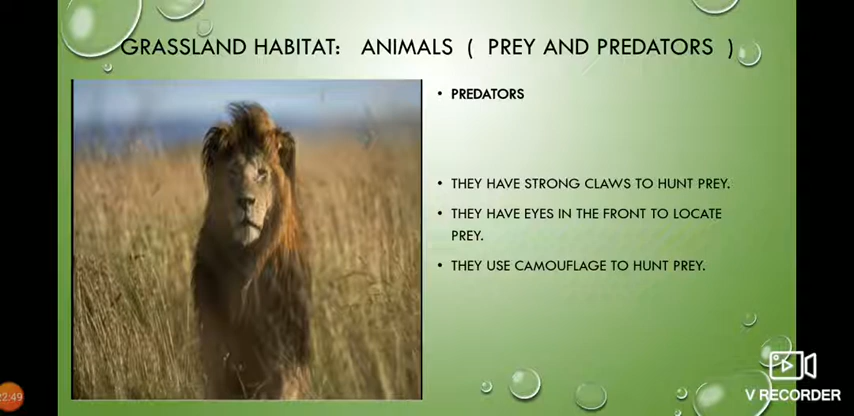 GRASSLAND HABITAT: ANIMALS ( PREY AND PREDATORS )
• PREDATORS
• THEY HAVE STRONG CLAWS TO HUNT PREY.
• THEY HAVE EYES IN THE FRONT TO LOCATE
PREY.
• THEY USE CAMOUFLAGE TO HUNT PREY.
22:49
V RECORDER